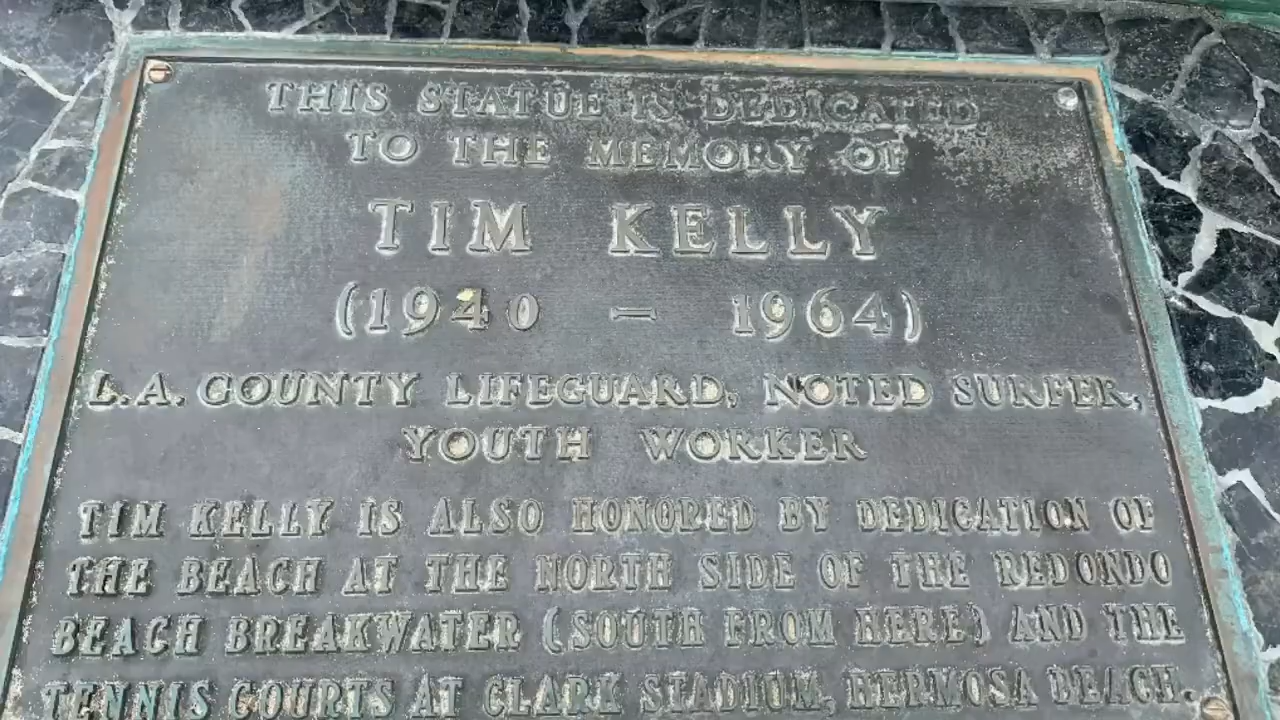 THIS STATUE IS DEDICATED
TO THE MEMORY OF
TIM KELLY
(1940 — 1964)
L.A. COUNTY LIFEGUARD, NOTED SURFER,
YOUTH WORKER
TIM KELLY IS ALSO HONORED BY DEDICATION OF
THE BEACH AT THE NORTH SIDE OF THE REDONDO
BEACH BREAKWATER (SOUTH FROM HERE) AND THE
TENNIS COURTS AT CLARK STADIUM, HERMOSA BEACH.